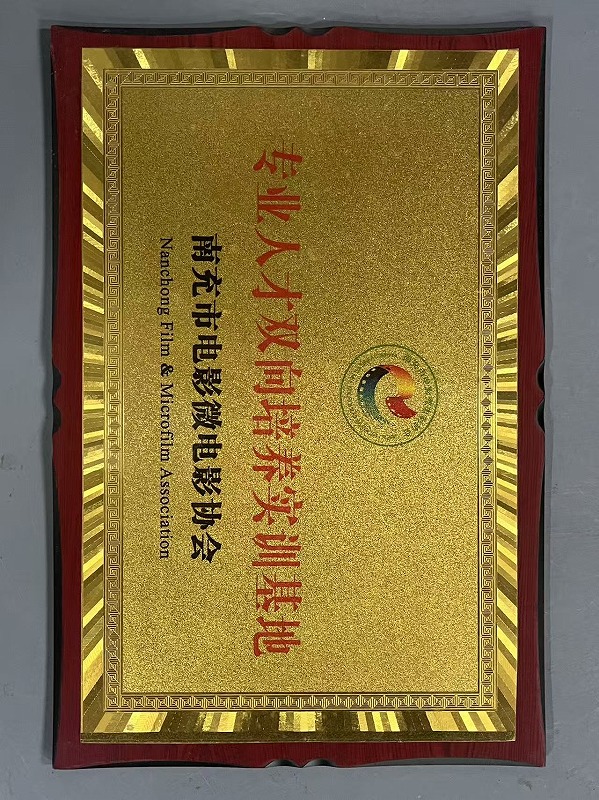 专业人才双向培养实训基地
南充市电影微电影协会
Nanchong Film & Microfilm Association